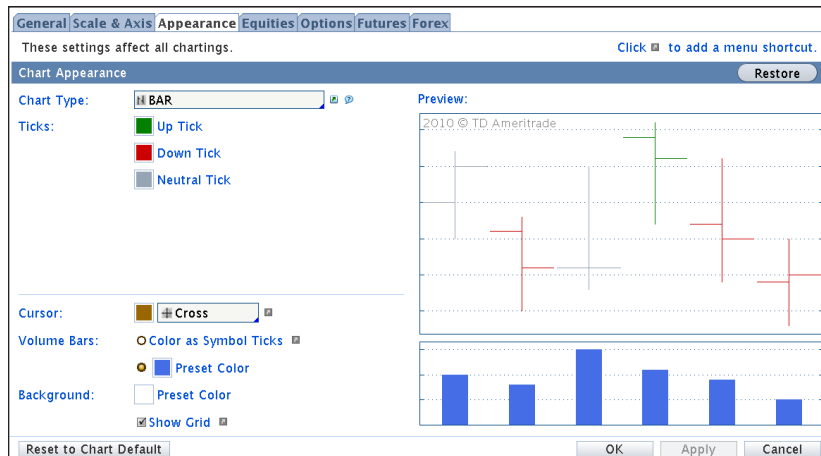 General Scale & Axis Appearance Equities Options Futures Forex
These settings affect all chartings. Click to add a menu shortcut.
Chart Appearance Restore
Chart Type: BAR Preview:
2010 © TD Ameritrade
Ticks: Up Tick
Down Tick
Neutral Tick
Cursor: Cross
Volume Bars: Color as Symbol Ticks
Preset Color
Background: Preset Color
Show Grid
Reset to Chart Default OK Apply Cancel